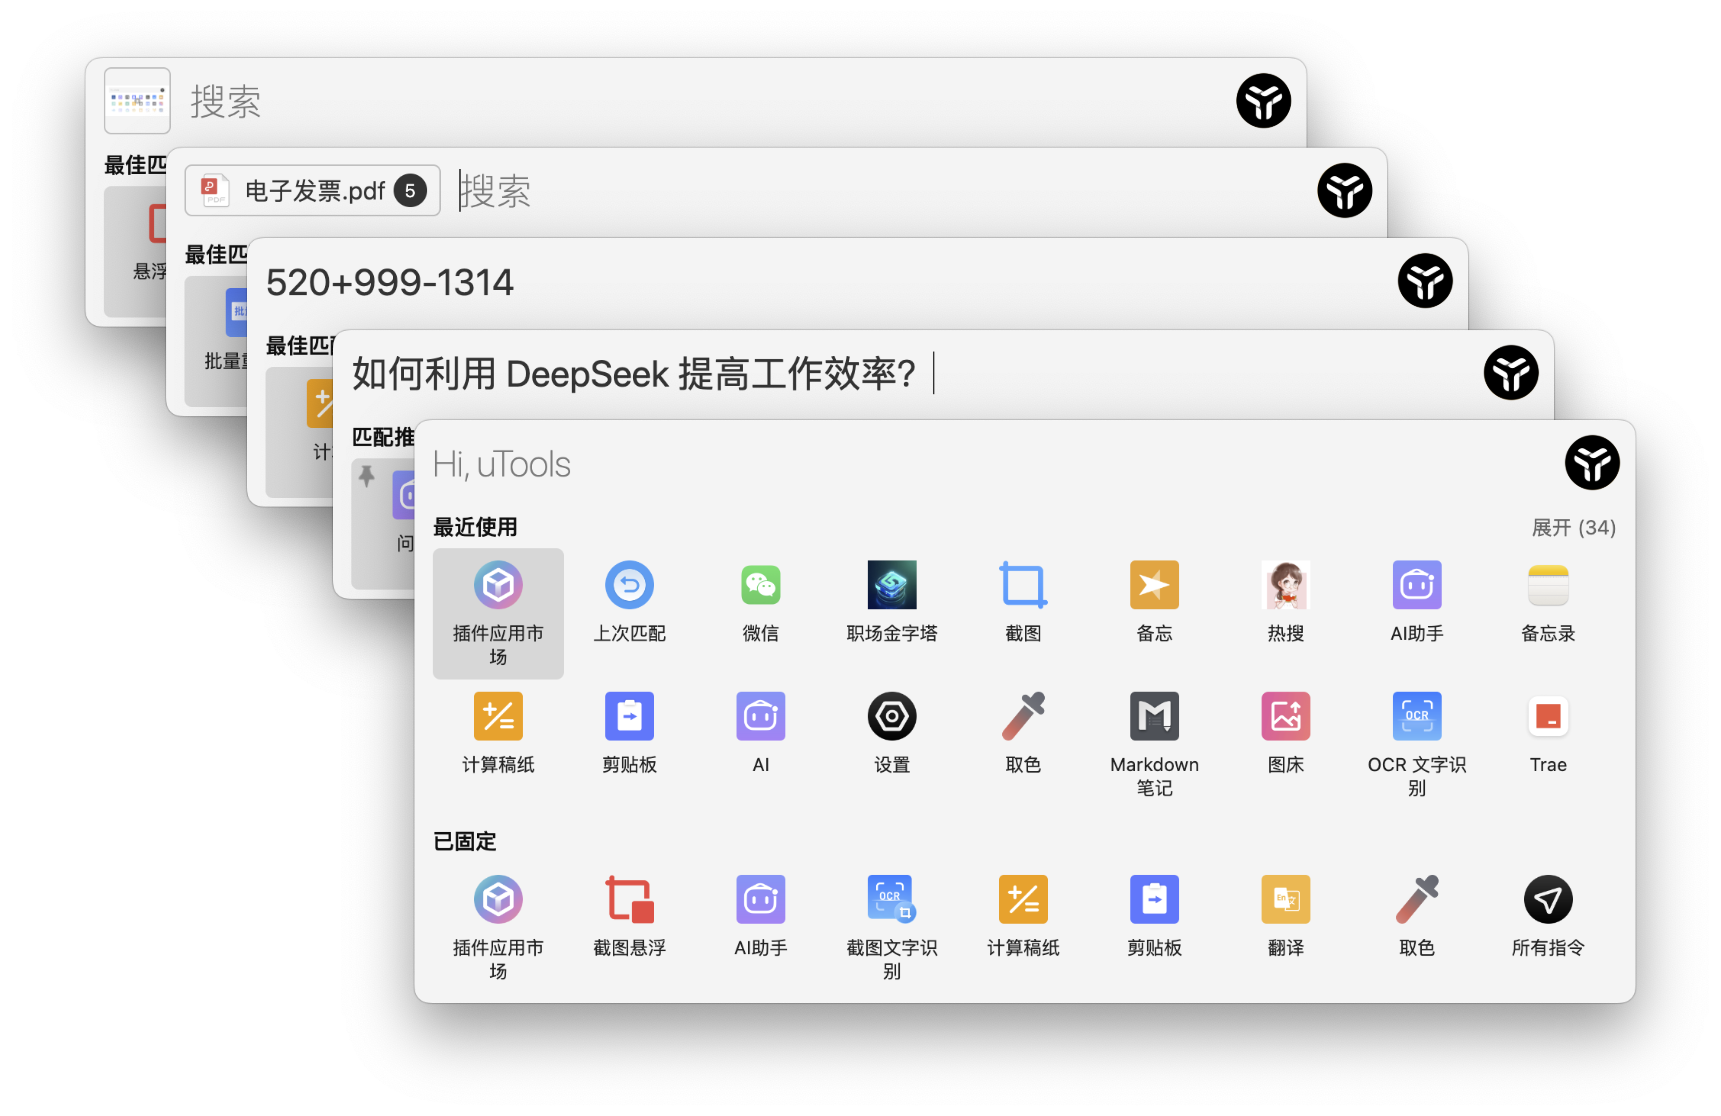 搜索
最佳匹
悬浮
电子发票.pdf 5 搜索
最佳匹
批量
520+999-1314
最佳匹
计
如何利用 DeepSeek 提高工作效率?
匹配推
问
Hi, uTools
最近使用 展开 (34)
插件应用市场 上次匹配 微信 职场金字塔 截图 备忘 热搜 AI助手 备忘录
计算稿纸 剪贴板 AI 设置 取色 Markdown 笔记 图床 OCR 文字识别 Trae
已固定
插件应用市场 截图悬浮 AI助手 截图文字识别 计算稿纸 剪贴板 翻译 取色 所有指令